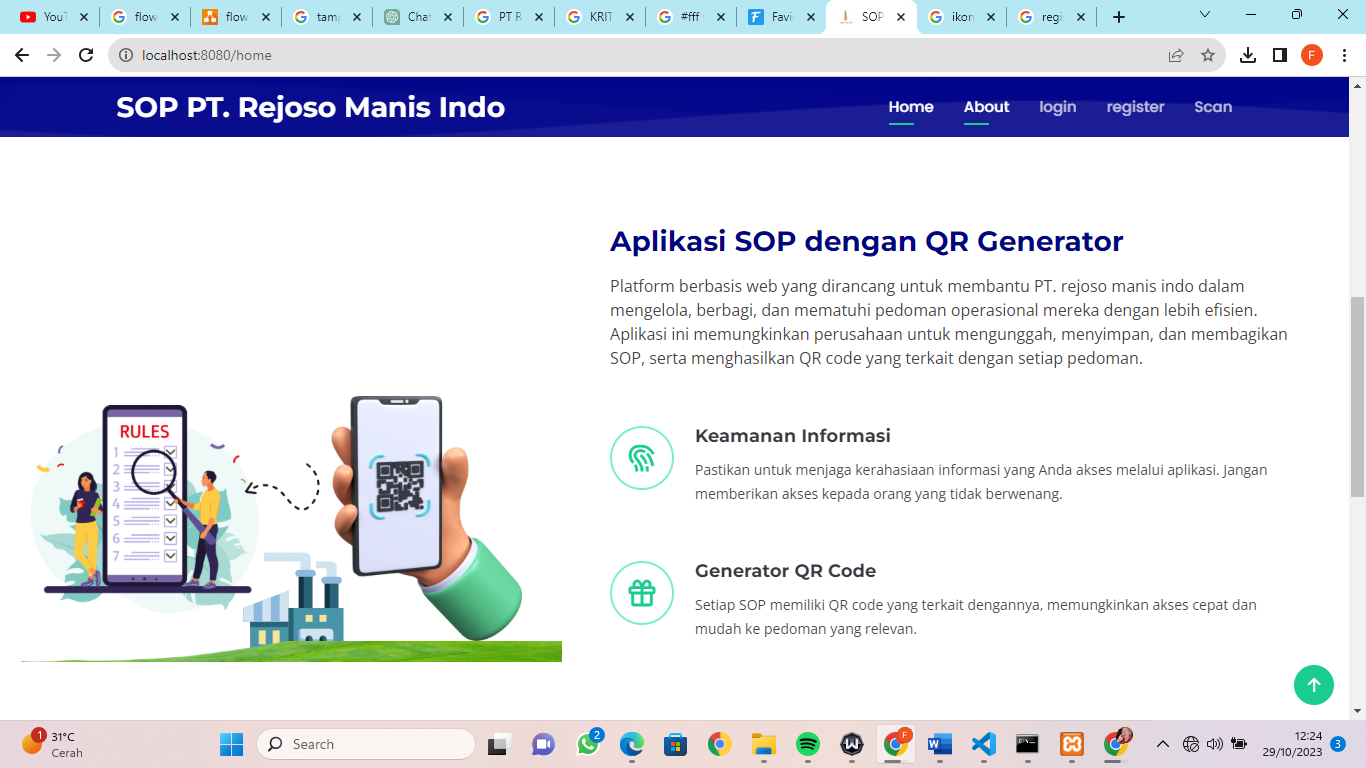 YouT
flow
flow
tamp
Chat
PT R
KRIT
#fff
Favi
SOP
ikon
regi
localhost:8080/home
F
SOP PT. Rejoso Manis Indo
Home About login register Scan
Aplikasi SOP dengan QR Generator
Platform berbasis web yang dirancang untuk membantu PT. rejoso manis indo dalam
mengelola, berbagi, dan mematuhi pedoman operasional mereka dengan lebih efisien.
Aplikasi ini memungkinkan perusahaan untuk mengunggah, menyimpan, dan membagikan
SOP, serta menghasilkan QR code yang terkait dengan setiap pedoman.
RULES
1
2
3
4
5
6
7
Keamanan Informasi
Pastikan untuk menjaga kerahasiaan informasi yang Anda akses melalui aplikasi. Jangan
memberikan akses kepada orang yang tidak berwenang.
Generator QR Code
Setiap SOP memiliki QR code yang terkait dengannya, memungkinkan akses cepat dan
mudah ke pedoman yang relevan.
1
31°C
Cerah
Search
2
F
12:24
29/10/2023
3